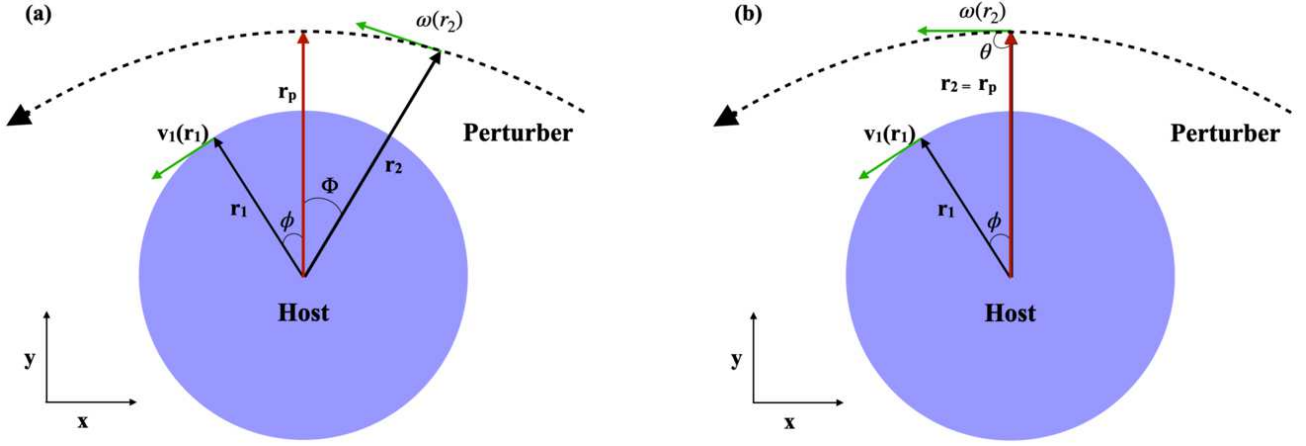 (a)
ω(r₂)
rₚ
v₁(r₁)
Perturber
Φ
r₂
r₁
ϕ
Host
y
x
(b)
ω(r₂)
θ
r₂ = rₚ
v₁(r₁)
Perturber
r₁
ϕ
Host
y
x